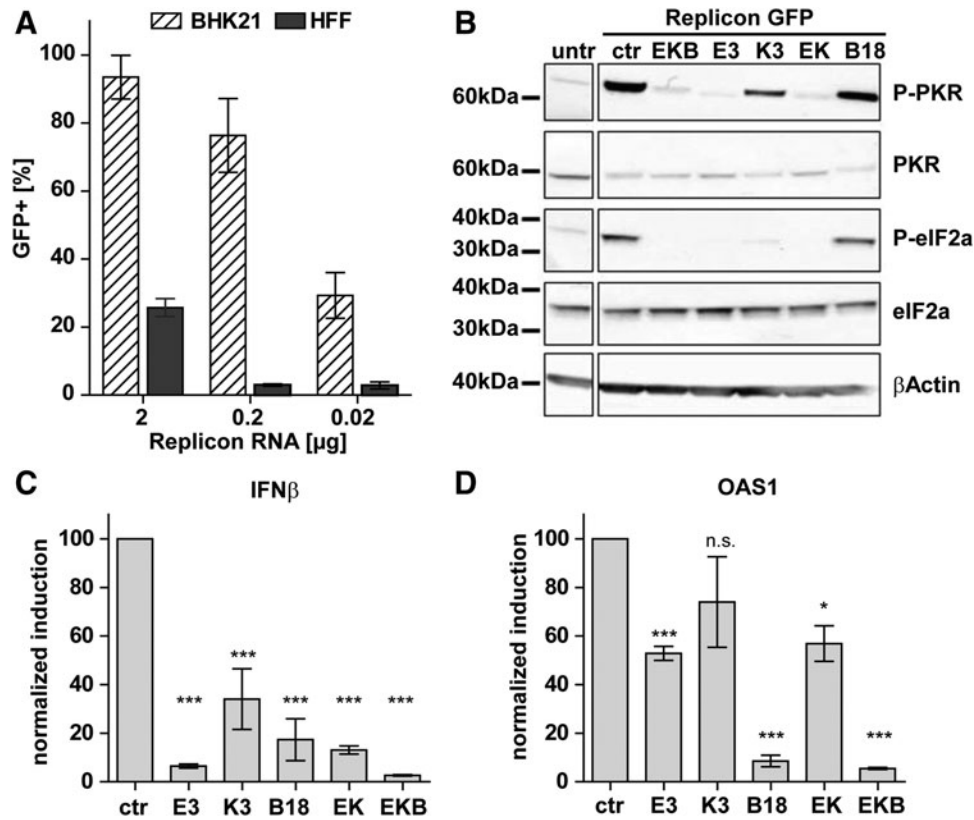 A
BHK21 HFF
GFP+ [%]
100
80
60
40
20
0
2 0.2 0.02
Replicon RNA [µg]
B
Replicon GFP
untr ctr EKB E3 K3 EK B18
60kDa P-PKR
60kDa PKR
40kDa
30kDa P-eIF2a
40kDa
30kDa eIF2a
40kDa βActin
C
IFNβ
normalized induction
100
80
60
40
20
0
*** *** *** *** ***
ctr E3 K3 B18 EK EKB
D
OAS1
normalized induction
100
80
60
40
20
0
*** n.s. *** * ***
ctr E3 K3 B18 EK EKB